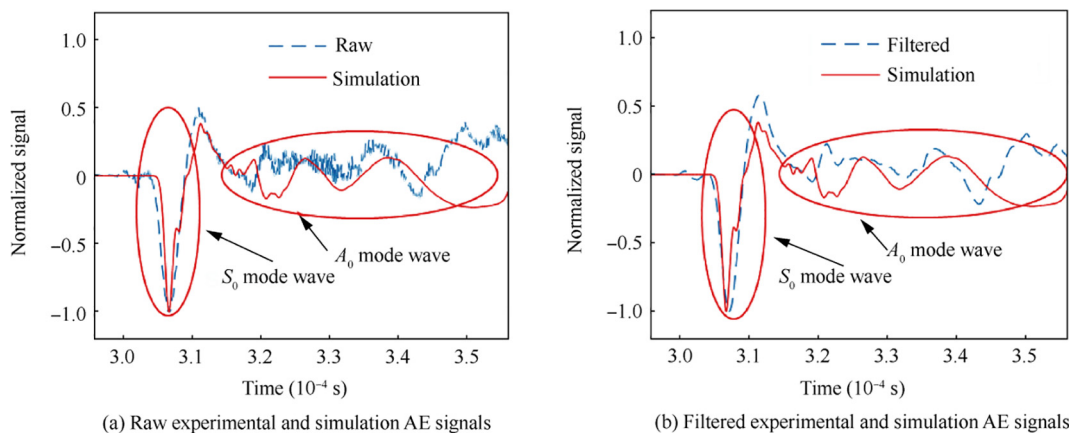 1.0
0.5
0
−0.5
−1.0
Normalized signal
Raw
Simulation
A0 mode wave
S0 mode wave
3.0 3.1 3.2 3.3 3.4 3.5
Time (10−4 s)
(a) Raw experimental and simulation AE signals
1.0
0.5
0
−0.5
−1.0
Normalized signal
Filtered
Simulation
A0 mode wave
S0 mode wave
3.0 3.1 3.2 3.3 3.4 3.5
Time (10−4 s)
(b) Filtered experimental and simulation AE signals